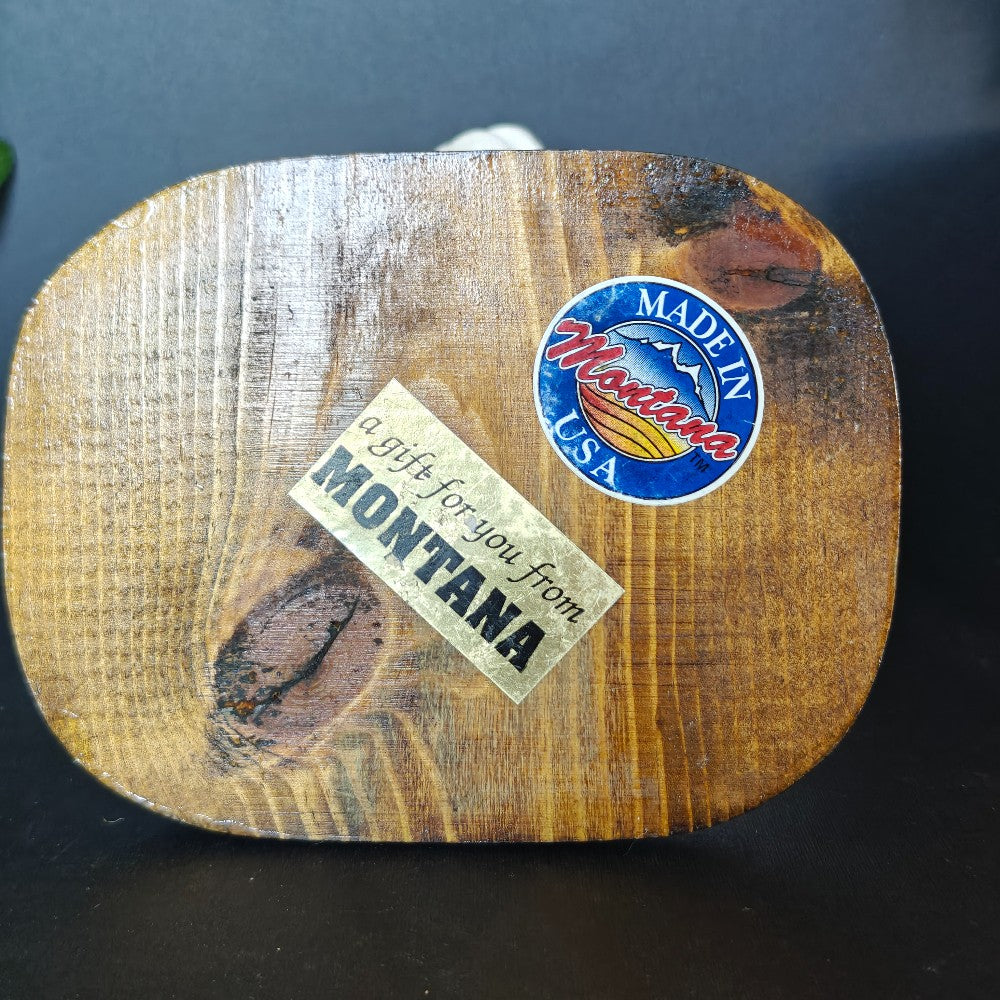 MADE IN
Montana
TM
USA
a gift for you from
MONTANA